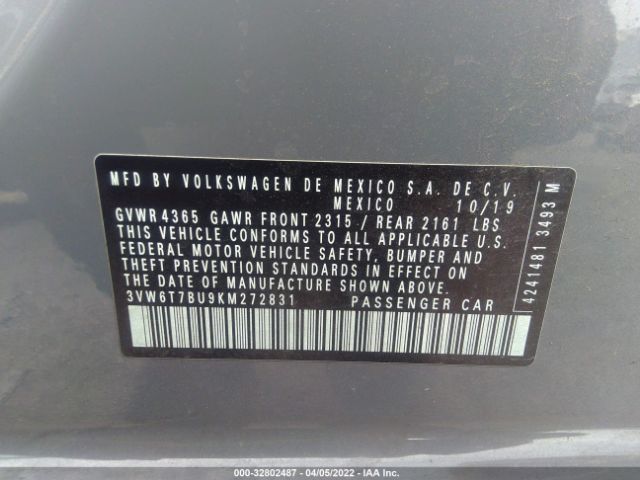 MFD BY VOLKSWAGEN DE MEXICO S.A. DE C.V.
MEXICO 10/19
GVWR 4365 GAWR FRONT 2315 / REAR 2161 LBS
THIS VEHICLE CONFORMS TO ALL APPLICABLE U.S.
FEDERAL MOTOR VEHICLE SAFETY, BUMPER AND
THEFT PREVENTION STANDARDS IN EFFECT ON
THE DATE OF MANUFACTURE SHOWN ABOVE.
3VW6T7BU9KM272831 PASSENGER CAR
4241481 3493 M
© 000-32802487 - 04/05/2022 - IAA Inc.